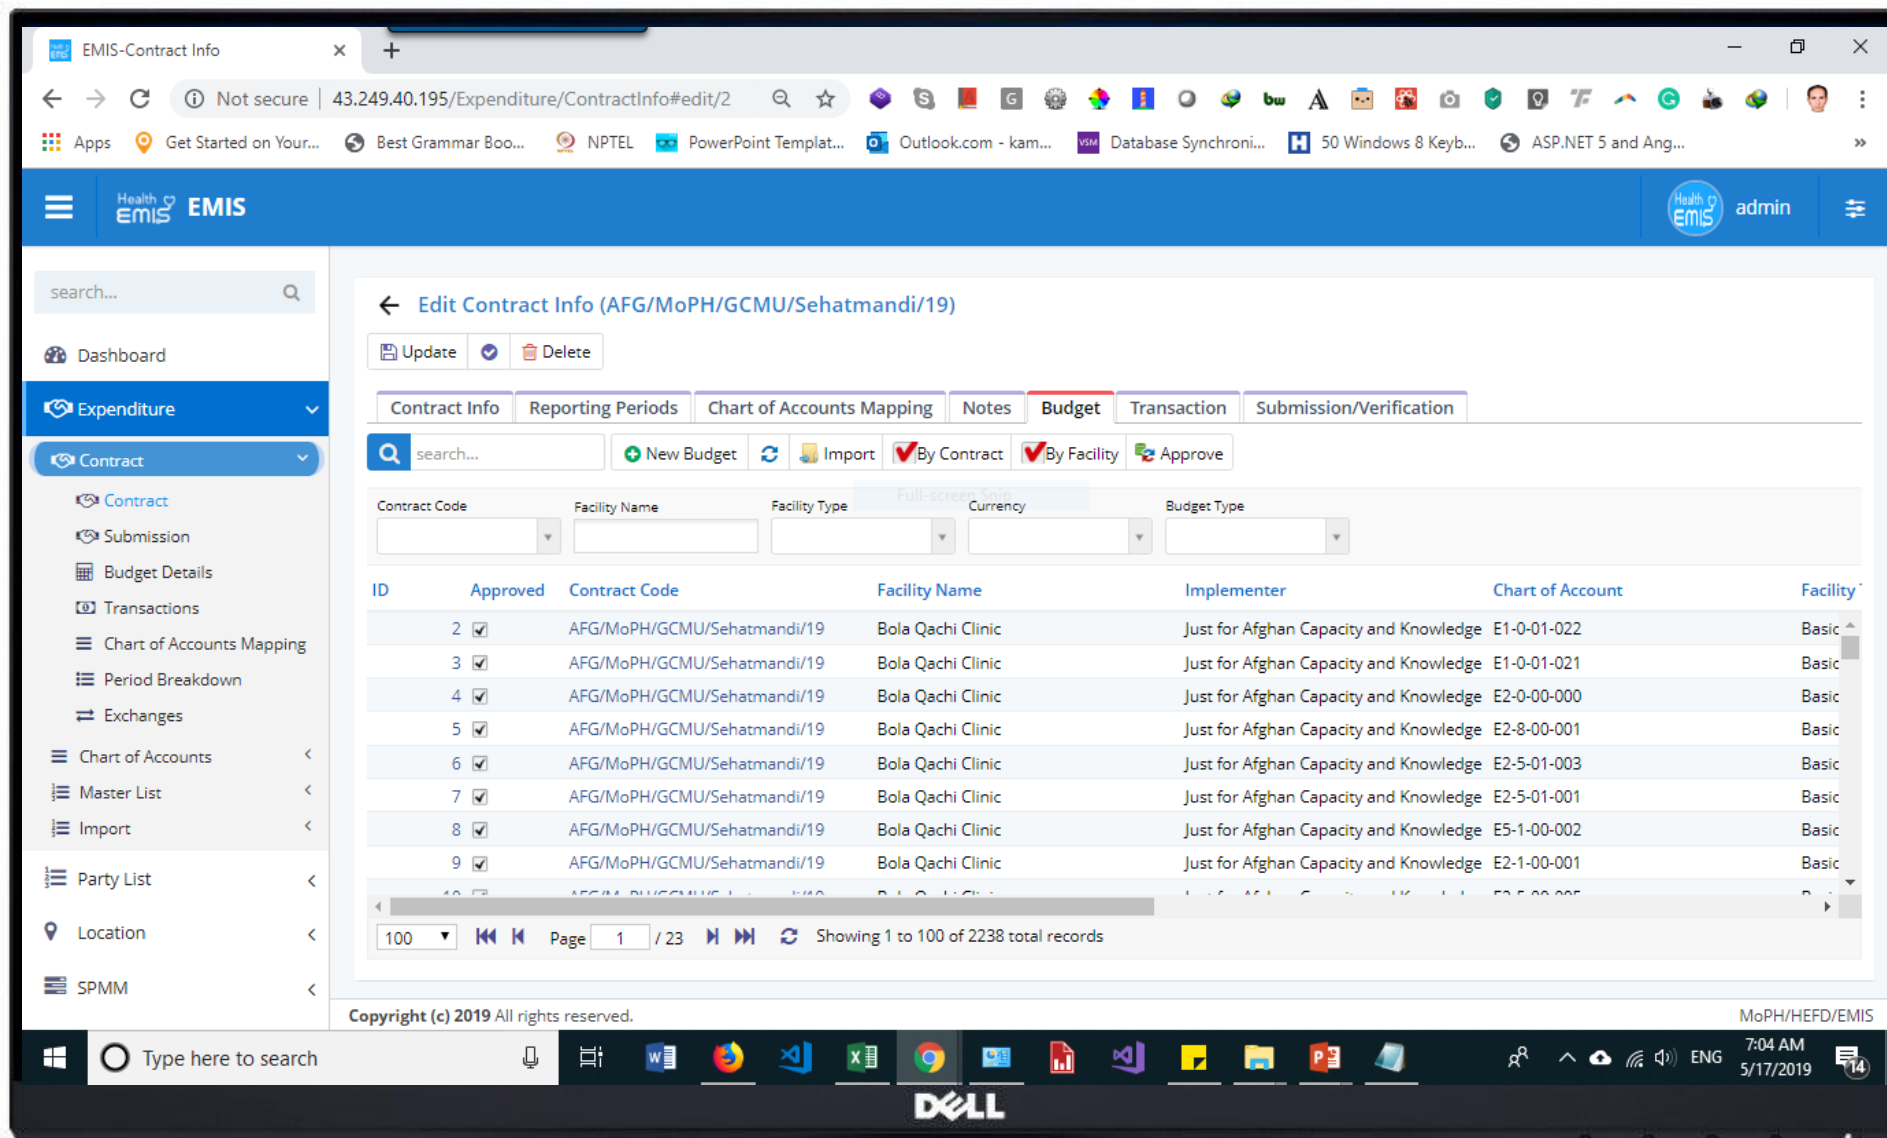 EMIS-Contract Info
Not secure | 43.249.40.195/Expenditure/ContractInfo#edit/2
Apps Get Started on Your... Best Grammar Boo... NPTEL PowerPoint Templat... Outlook.com - kam... Database Synchroni... 50 Windows 8 Keyb... ASP.NET 5 and Ang... »
Health EMIS EMIS Health EMIS admin
search...
Dashboard
Expenditure
Contract
Contract
Submission
Budget Details
Transactions
Chart of Accounts Mapping
Period Breakdown
Exchanges
Chart of Accounts
Master List
Import
Party List
Location
SPMM
Edit Contract Info (AFG/MoPH/GCMU/Sehatmandi/19)
Update Delete
Contract Info Reporting Periods Chart of Accounts Mapping Notes Budget Transaction Submission/Verification
search... New Budget Import By Contract By Facility Approve
Full-screen Snip
Contract Code Facility Name Facility Type Currency Budget Type
ID Approved Contract Code Facility Name Implementer Chart of Account Facility
2 AFG/MoPH/GCMU/Sehatmandi/19 Bola Qachi Clinic Just for Afghan Capacity and Knowledge E1-0-01-022 Basic
3 AFG/MoPH/GCMU/Sehatmandi/19 Bola Qachi Clinic Just for Afghan Capacity and Knowledge E1-0-01-021 Basic
4 AFG/MoPH/GCMU/Sehatmandi/19 Bola Qachi Clinic Just for Afghan Capacity and Knowledge E2-0-00-000 Basic
5 AFG/MoPH/GCMU/Sehatmandi/19 Bola Qachi Clinic Just for Afghan Capacity and Knowledge E2-8-00-001 Basic
6 AFG/MoPH/GCMU/Sehatmandi/19 Bola Qachi Clinic Just for Afghan Capacity and Knowledge E2-5-01-003 Basic
7 AFG/MoPH/GCMU/Sehatmandi/19 Bola Qachi Clinic Just for Afghan Capacity and Knowledge E2-5-01-001 Basic
8 AFG/MoPH/GCMU/Sehatmandi/19 Bola Qachi Clinic Just for Afghan Capacity and Knowledge E5-1-00-002 Basic
9 AFG/MoPH/GCMU/Sehatmandi/19 Bola Qachi Clinic Just for Afghan Capacity and Knowledge E2-1-00-001 Basic
100 Page 1 / 23 Showing 1 to 100 of 2238 total records
Copyright (c) 2019 All rights reserved. MoPH/HEFD/EMIS
Type here to search ENG 7:04 AM
5/17/2019 14
DELL